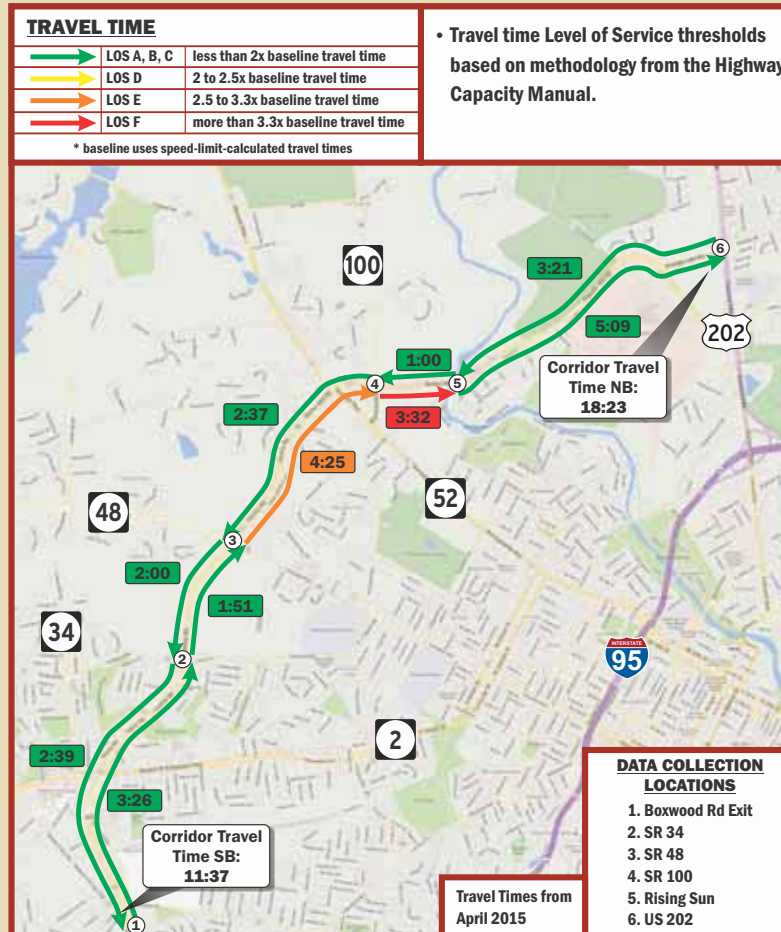 TRAVEL TIME
LOS A, B, C less than 2x baseline travel time
LOS D 2 to 2.5x baseline travel time
LOS E 2.5 to 3.3x baseline travel time
LOS F more than 3.3x baseline travel time
* baseline uses speed-limit-calculated travel times
• Travel time Level of Service thresholds
based on methodology from the Highway
Capacity Manual.
6
100
3:21
202
5:09
1:00
4
5
Corridor Travel
Time NB:
18:23
2:37
3:32
4:25
52
48
3
2:00
1:51
34
INTERSTATE
95
2
2
2:39
3:26
Corridor Travel
Time SB:
11:37
1
Travel Times from
April 2015
DATA COLLECTION
LOCATIONS
1. Boxwood Rd Exit
2. SR 34
3. SR 48
4. SR 100
5. Rising Sun
6. US 202